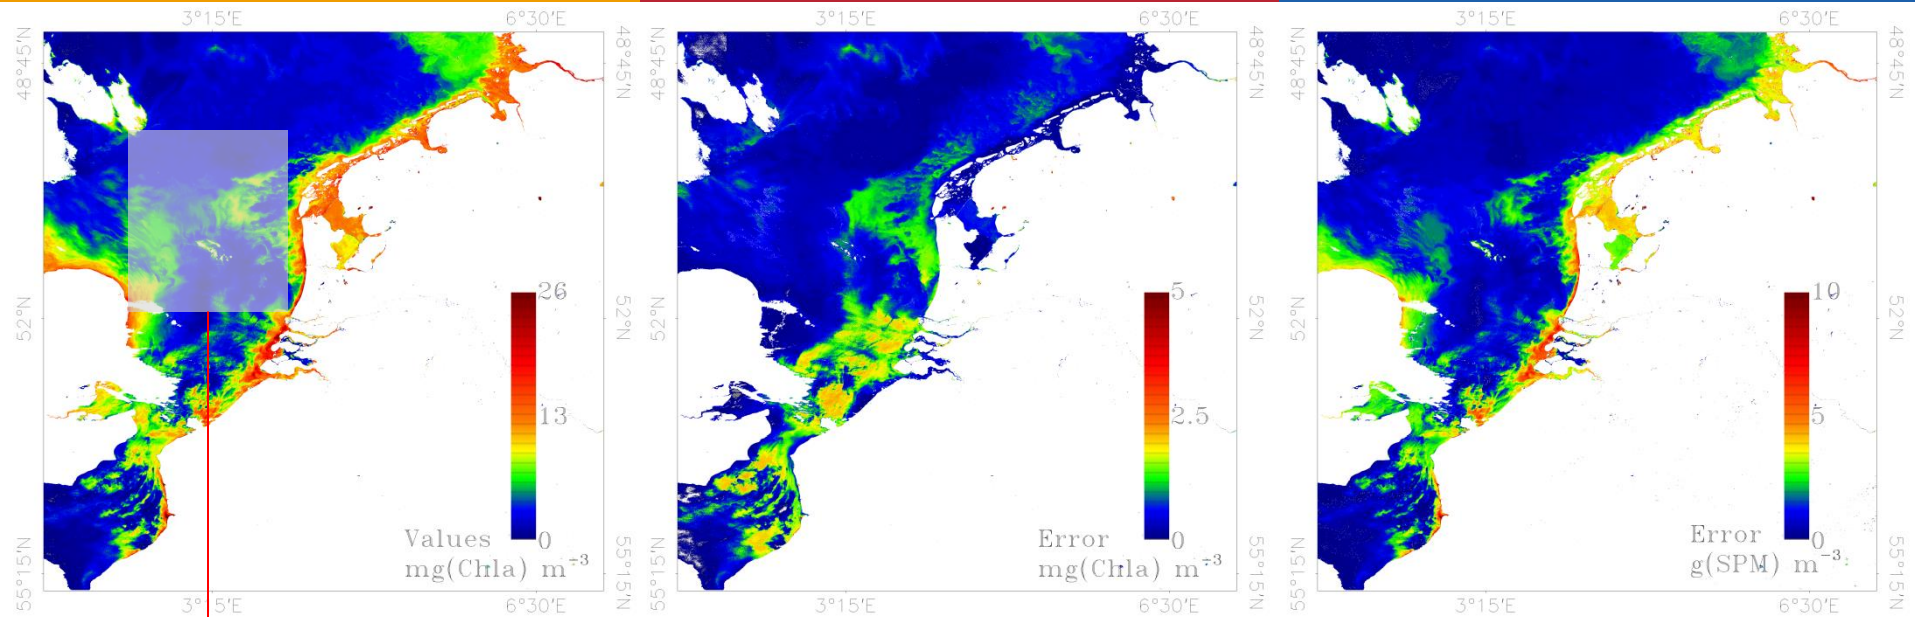 3°15′E 6°30′E
48°45′N 48°45′N
52°N
26
13
0
Values
mg(Chla) m⁻³
55°15′N 55°15′N
3°15′E 6°30′E
3°15′E 6°30′E
48°45′N 48°45′N
52°N
5
2.5
0
Error
mg(Chla) m⁻³
55°15′N 55°15′N
3°15′E 6°30′E
3°15′E 6°30′E
48°45′N 48°45′N
52°N 52°N
10
5
0
Error
g(SPM) m⁻³
55°15′N 55°15′N
3°15′E 6°30′E